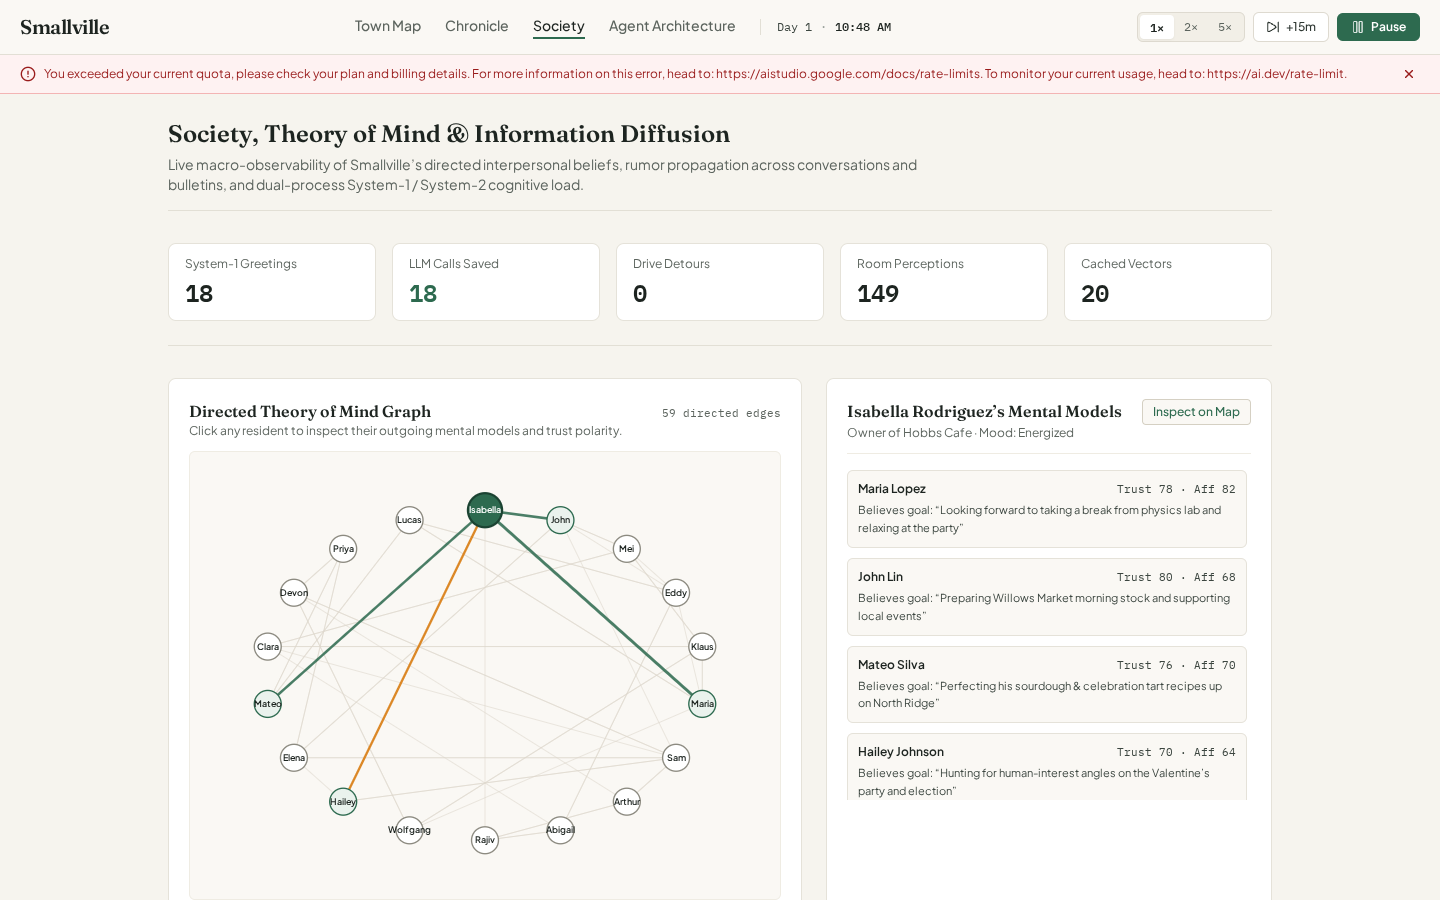 Smallville
Town Map
Chronicle
Society
Agent Architecture
Day 1 · 10:48 AM
1×
2×
5×
+15m
Pause
You exceeded your current quota, please check your plan and billing details. For more information on this error, head to: https://aistudio.google.com/docs/rate-limits. To monitor your current usage, head to: https://ai.dev/rate-limit.
Society, Theory of Mind & Information Diffusion
Live macro-observability of Smallville’s directed interpersonal beliefs, rumor propagation across conversations and
bulletins, and dual-process System-1 / System-2 cognitive load.
System-1 Greetings
18
LLM Calls Saved
18
Drive Detours
0
Room Perceptions
149
Cached Vectors
20
Directed Theory of Mind Graph
59 directed edges
Click any resident to inspect their outgoing mental models and trust polarity.
Isabella
Lucas
John
Priya
Mei
Devon
Eddy
Clara
Klaus
Mateo
Maria
Elena
Sam
Hailey
Arthur
Wolfgang
Rajiv
Abigail
Isabella Rodriguez’s Mental Models
Inspect on Map
Owner of Hobbs Cafe · Mood: Energized
Maria Lopez
Trust 78 · Aff 82
Believes goal: “Looking forward to taking a break from physics lab and
relaxing at the party”
John Lin
Trust 80 · Aff 68
Believes goal: “Preparing Willows Market morning stock and supporting
local events”
Mateo Silva
Trust 76 · Aff 70
Believes goal: “Perfecting his sourdough & celebration tart recipes up
on North Ridge”
Hailey Johnson
Trust 70 · Aff 64
Believes goal: “Hunting for human-interest angles on the Valentine’s
party and election”